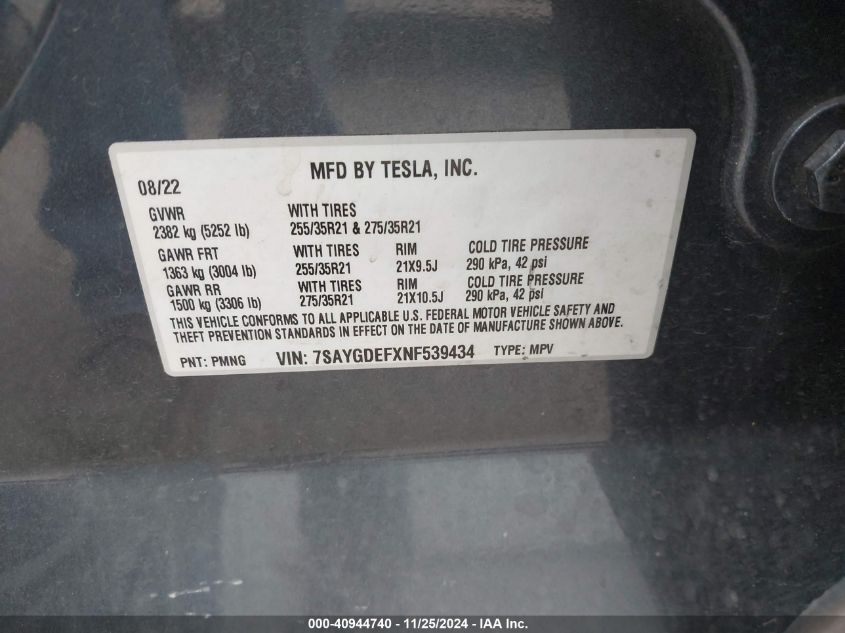 MFD BY TESLA, INC.
08/22
GVWR WITH TIRES
2382 kg (5252 lb) 255/35R21 & 275/35R21
GAWR FRT WITH TIRES RIM COLD TIRE PRESSURE
1363 kg (3004 lb) 255/35R21 21X9.5J 290 kPa, 42 psi
GAWR RR WITH TIRES RIM COLD TIRE PRESSURE
1500 kg (3306 lb) 275/35R21 21X10.5J 290 kPa, 42 psi
THIS VEHICLE CONFORMS TO ALL APPLICABLE U.S. FEDERAL MOTOR VEHICLE SAFETY AND
THEFT PREVENTION STANDARDS IN EFFECT ON THE DATE OF MANUFACTURE SHOWN ABOVE.
PNT: PMNG VIN: 7SAYGDEFXNF539434 TYPE: MPV
000-40944740 - 11/25/2024 - IAA Inc.